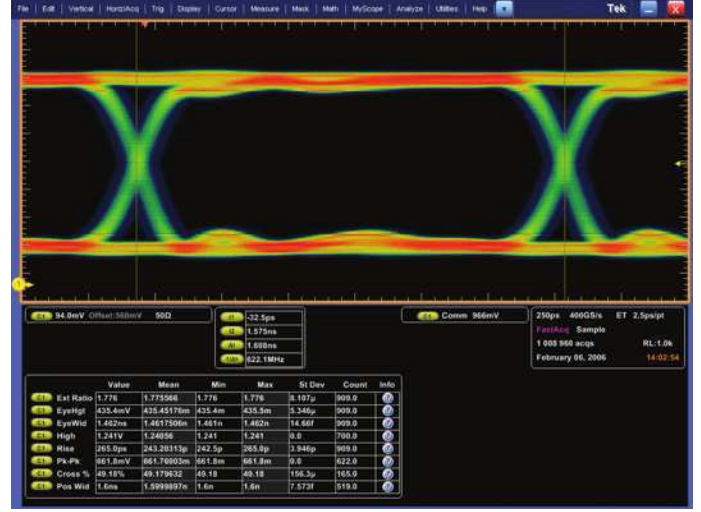 File | Edit | Vertical | Horiz/Acq | Trig | Display | Cursor | Measure | Mask | Math | MyScope | Analyze | Utilities | Help Tek
1
C1 94.0mV Offset:560mV 50Ω
t1 -32.5ps
t2 1.575ns
Δt 1.608ns
1/Δt 622.1MHz
C1 Comm 966mV
250ps 400GS/s ET 2.5ps/pt
FastAcq Sample
1 008 960 acqs RL:1.0k
February 06, 2006 14:02:54
Value Mean Min Max St Dev Count Info
C1 Ext Ratio 1.776 1.775566 1.776 1.776 8.107µ 909.0
C1 EyeHgt 435.4mV 435.45176m 435.4m 435.5m 5.346µ 909.0
C1 EyeWid 1.462ns 1.4617506n 1.461n 1.462n 14.66f 909.0
C1 High 1.241V 1.24056 1.241 1.241 0.0 700.0
C1 Rise 265.0ps 243.20313p 242.5p 265.0p 3.946p 909.0
C1 Pk-Pk 661.8mV 661.76003m 661.8m 661.8m 0.0 622.0
C1 Cross % 49.18% 49.179632 49.18 49.18 156.3µ 165.0
C1 Pos Wid 1.6ns 1.5999897n 1.6n 1.6n 7.573f 519.0